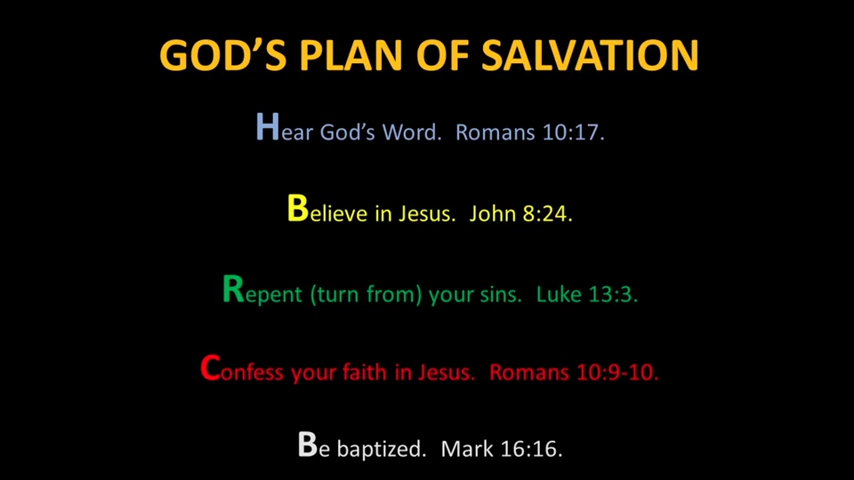 GOD’S PLAN OF SALVATION
Hear God’s Word. Romans 10:17.
Believe in Jesus. John 8:24.
Repent (turn from) your sins. Luke 13:3.
Confess your faith in Jesus. Romans 10:9-10.
Be baptized. Mark 16:16.